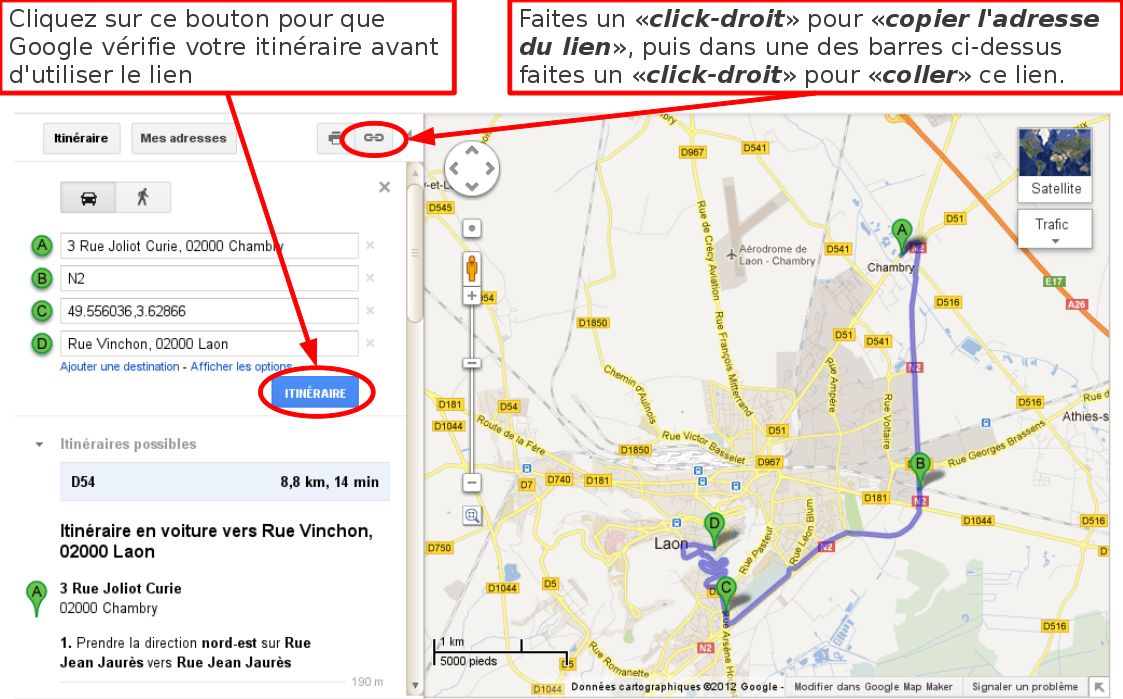 Cliquez sur ce bouton pour que
Google vérifie votre itinéraire avant
d'utiliser le lien
Faites un «click-droit» pour «copier l'adresse
du lien», puis dans une des barres ci-dessus
faites un «click-droit» pour «coller» ce lien.
Itinéraire
Mes adresses
A
3 Rue Joliot Curie, 02000 Chambry
B
N2
C
49.556036,3.62866
D
Rue Vinchon, 02000 Laon
Ajouter une destination - Afficher les options
ITINÉRAIRE
Itinéraires possibles
D54
8,8 km, 14 min
Itinéraire en voiture vers Rue Vinchon,
02000 Laon
A
3 Rue Joliot Curie
02000 Chambry
1. Prendre la direction nord-est sur Rue
Jean Jaurès vers Rue Jean Jaurès
190 m
Satellite
Trafic
D967
D541
D545
D51
A
N2
Chambry
Aérodrome de
Laon - Chambry
D541
E17
A26
D516
Rue de Crécy Aviation
Rue François Mitterrand
D54
D1850
D51
D541
N2
Rue Ampère
Rue Voltaire
Chemin d'Aulnois
D181
D54
D1044
Route de la Fère
D51
D516
Athies-s
Rue Victor Basselet
D1850
D967
Rue Georges Brassens
B
N2
D7
D740
D181
D181
D1044
D516
D
Laon
Rue Pasteur
Rue Léon Blum
N2
D750
D1044
D5
C
Rue Arsène Ho
D516
N2
Rue Romanette
D5
D1044
1 km
5000 pieds
Données cartographiques ©2012 Google -
Modifier dans Google Map Maker
Signaler un problème